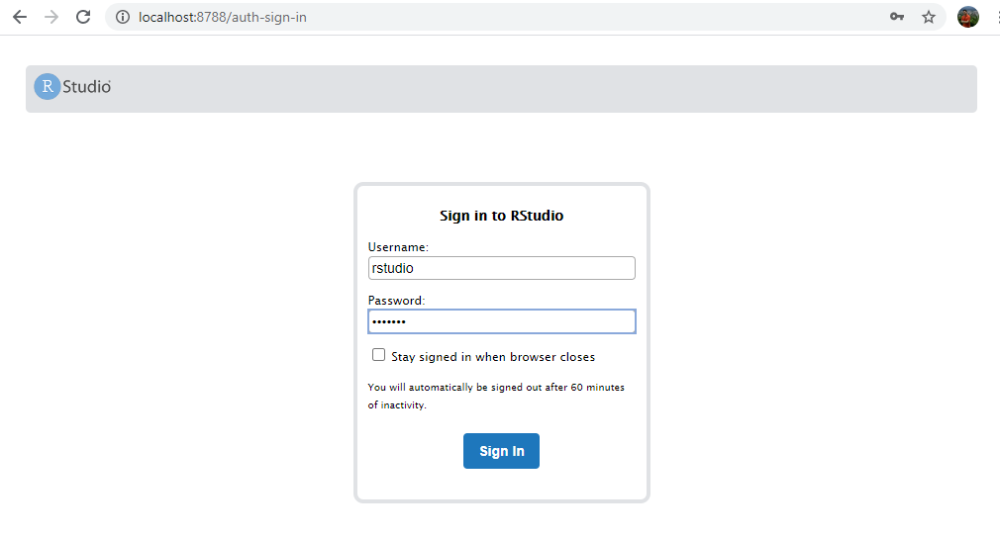 localhost:8788/auth-sign-in
R Studio
Sign in to RStudio
Username:
rstudio
Password:
•••••••
Stay signed in when browser closes
You will automatically be signed out after 60 minutes
of inactivity.
Sign In